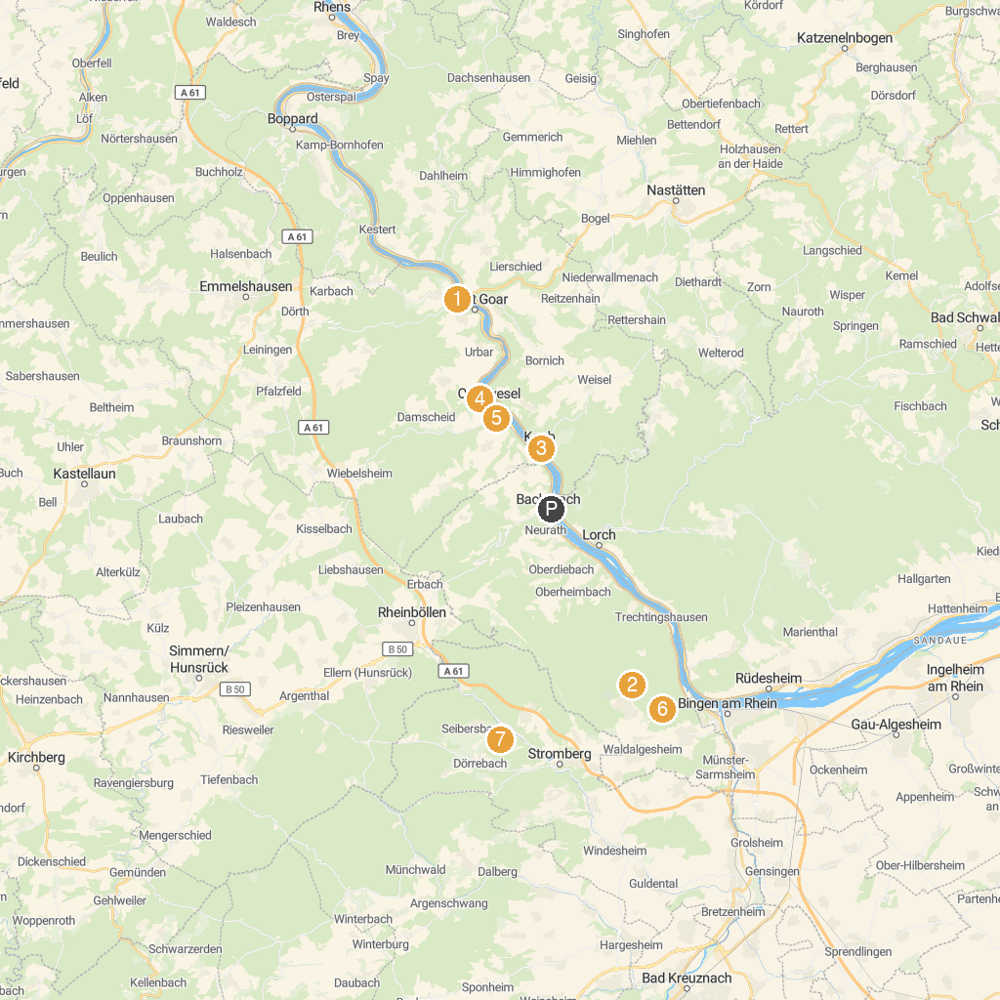 Rhens
Niederfell
Waldesch
Kördorf
Burgschwa
Brey
Singhofen
Katzenelnbogen
Oberfell
Spay
Dachsenhausen
Geisig
Berghausen
feld
A 61
Osterspai
Alken
Dörsdorf
Obertiefenbach
Löf
Boppard
Bettendorf
Rettert
Nörtershausen
Gemmerich
Miehlen
Kamp-Bornhofen
Holzhausen
an der Haide
urgen
Buchholz
Dahlheim
Himmighofen
Nastätten
Oppenhausen
Bogel
Kestert
A 61
Langschied
Halsenbach
Beulich
Lierschied
Niederwallmenach
Kemel
Diethardt
Emmelshausen
Karbach
Zorn
Adolfse
1
t Goar
Reitzenhain
Wisper
Dörth
Nauroth
Bad Schwal
mmershausen
Rettershain
Springen
Leiningen
Urbar
Welterod
Ramschied
Hette
Bornich
Sabershausen
Weisel
Pfalzfeld
4
Beltheim
Damscheid
5
Fischbach
A 61
Sch
Braunshorn
3
Uhler
Buch
Kastellaun
Wiebelsheim
Bell
P
Laubach
Kisselbach
Neurath
Lorch
Alterkülz
Liebshausen
Oberdiebach
Kied
Erbach
Oberheimbach
Hallgarten
Pleizenhausen
Rheinböllen
Hattenheim
Külz
Trechtingshausen
Marienthal
SANDAUE
Simmern/
Hunsrück
B 50
A 61
Ellern (Hunsrück)
Rüdesheim
Ingelheim
am Rhein
ckershausen
Heinzenbach
Nannhausen
B 50
Argenthal
2
6
Bingen am Rhein
Riesweiler
Seibersba
Gau-Algesheim
7
Kirchberg
Dörrebach
Stromberg
Waldalgesheim
Münster-
Sarmsheim
Ockenheim
Großwinte
Ravengiersburg
Tiefenbach
Appenheim
Schw
an
ndorf
Mengerschied
Grolsheim
Dickenschied
Gemünden
Münchwald
Dalberg
Windesheim
Gensingen
Ober-Hilbersheim
Guldental
Gehlweiler
Argenschwang
Partenhe
Woppenroth
Winterbach
Bretzenheim
Schwarzerden
Winterburg
Hargesheim
Sprendlingen
Kellenbach
Daubach
Sponheim
Bad Kreuznach
bach